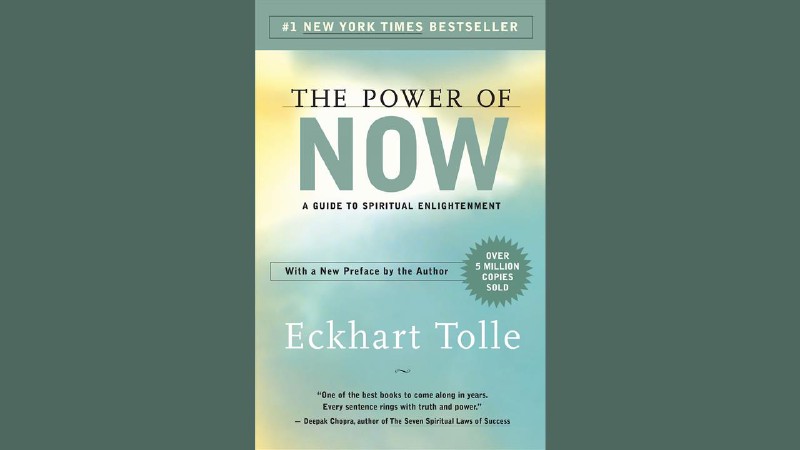 #1 NEW YORK TIMES BESTSELLER
THE POWER OF
NOW
A GUIDE TO SPIRITUAL ENLIGHTENMENT
With a New Preface by the Author
OVER
5 MILLION
COPIES
SOLD
Eckhart Tolle
“One of the best books to come along in years.
Every sentence rings with truth and power.”
— Deepak Chopra, author of The Seven Spiritual Laws of Success